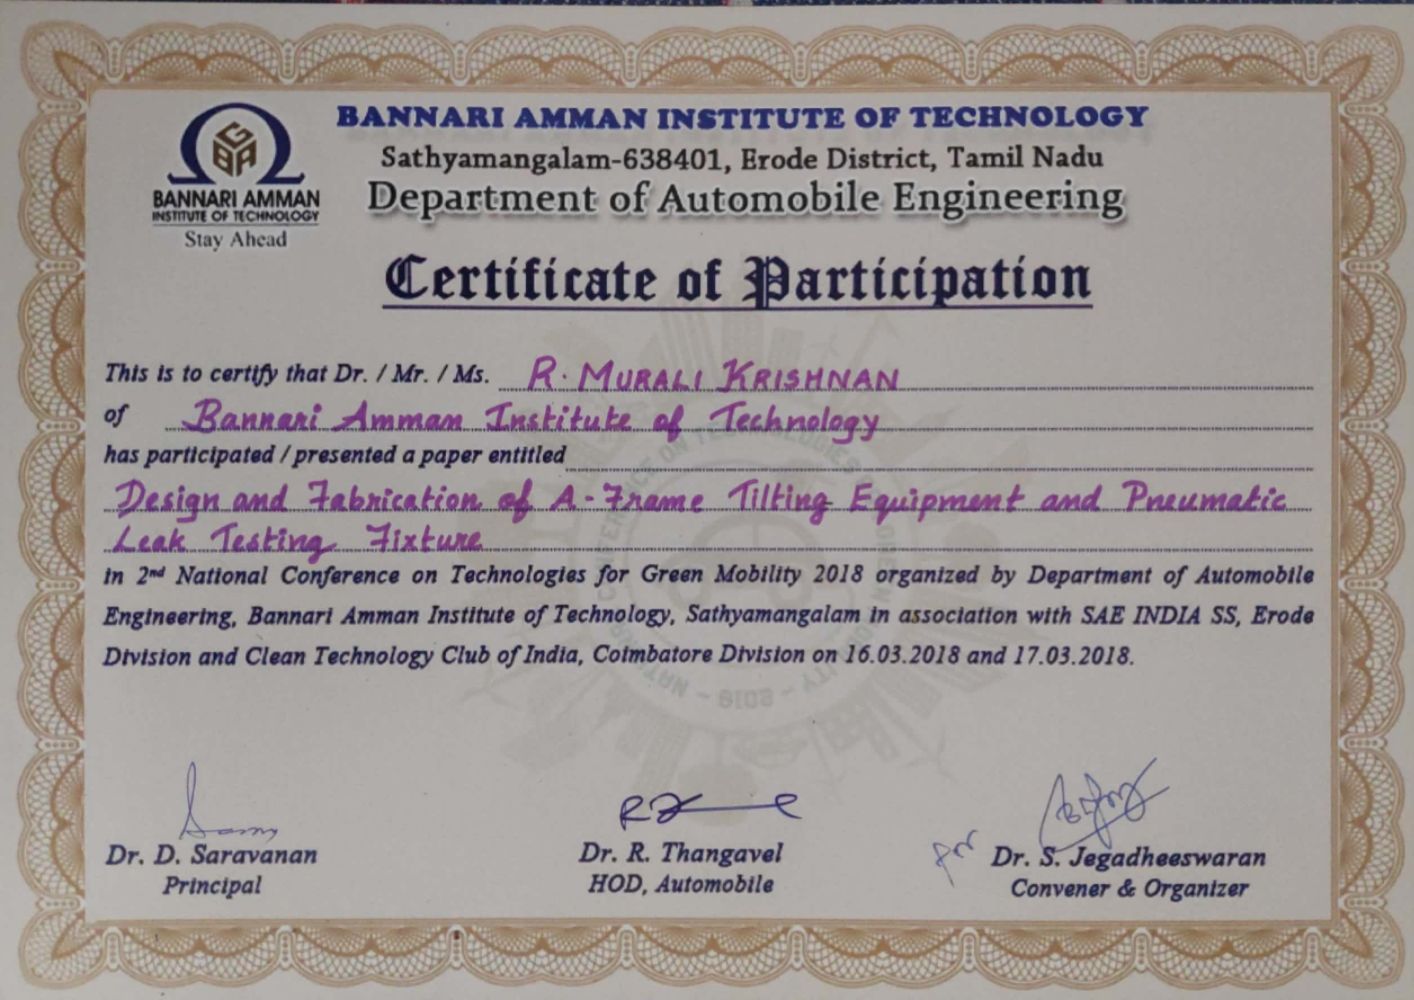 BANNARI AMMAN INSTITUTE OF TECHNOLOGY
Sathyamangalam-638401, Erode District, Tamil Nadu
Department of Automobile Engineering
BANNARI AMMAN
INSTITUTE OF TECHNOLOGY
Stay Ahead
Certificate of Participation
This is to certify that Dr. / Mr. / Ms. R. MURALI KRISHNAN
of Bannari Amman Institute of Technology
has participated / presented a paper entitled
Design and Fabrication of A-Frame Tilting Equipment and Pneumatic
Leak Testing Fixture
in 2nd National Conference on Technologies for Green Mobility 2018 organized by Department of Automobile
Engineering, Bannari Amman Institute of Technology, Sathyamangalam in association with SAE INDIA SS, Erode
Division and Clean Technology Club of India, Coimbatore Division on 16.03.2018 and 17.03.2018.
for
Dr. D. Saravanan
Principal
Dr. R. Thangavel
HOD, Automobile
Dr. S. Jegadheeswaran
Convener & Organizer